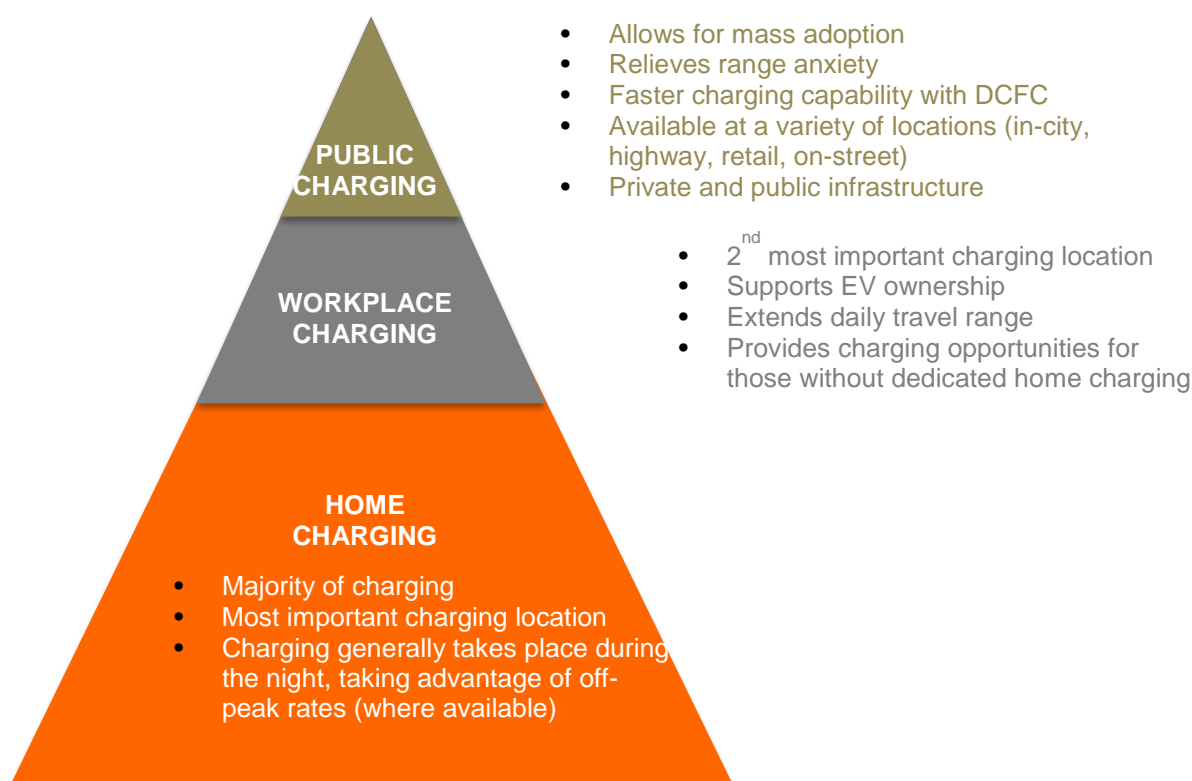 PUBLIC
CHARGING
• Allows for mass adoption
• Relieves range anxiety
• Faster charging capability with DCFC
• Available at a variety of locations (in-city,
highway, retail, on-street)
• Private and public infrastructure
WORKPLACE
CHARGING
• 2nd most important charging location
• Supports EV ownership
• Extends daily travel range
• Provides charging opportunities for
those without dedicated home charging
HOME
CHARGING
• Majority of charging
• Most important charging location
• Charging generally takes place during
the night, taking advantage of off-
peak rates (where available)